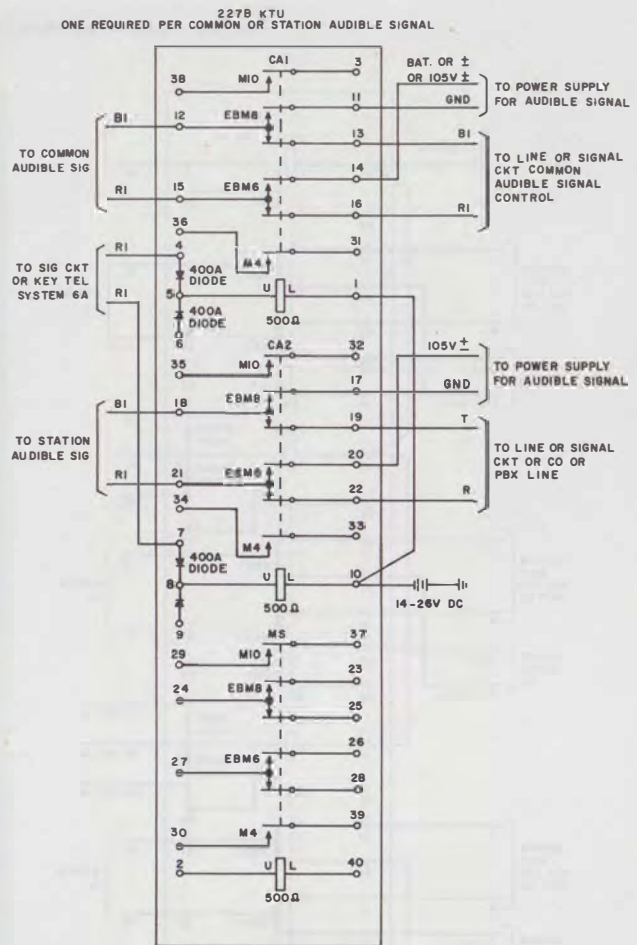 227B KTU
ONE REQUIRED PER COMMON OR STATION AUDIBLE SIGNAL
CA1
3
BAT. OR ±
OR 105V ±
TO POWER SUPPLY
FOR AUDIBLE SIGNAL
38
M10
11
GND
B1
12
EBM8
13
B1
TO COMMON
AUDIBLE SIG
14
TO LINE OR SIGNAL
CKT COMMON
AUDIBLE SIGNAL
CONTROL
R1
15
EBM6
16
R1
36
31
R1
4
M4
TO SIG CKT
OR KEY TEL
SYSTEM 6A
400A
DIODE
R1
5
U
L
1
400A
DIODE
500Ω
6
CA2
32
105V ±
35
M10
17
GND
TO POWER SUPPLY
FOR AUDIBLE SIGNAL
B1
18
EBM8
19
T
TO STATION
AUDIBLE SIG
20
TO LINE OR SIGNAL
CKT OR CO OR
PBX LINE
R1
21
EBM6
22
R
34
33
7
M4
400A
DIODE
8
U
L
10
500Ω
14-26V DC
9
MS
37
29
M10
23
24
EBM8
25
26
27
EBM6
28
39
30
M4
2
U
L
40
500Ω